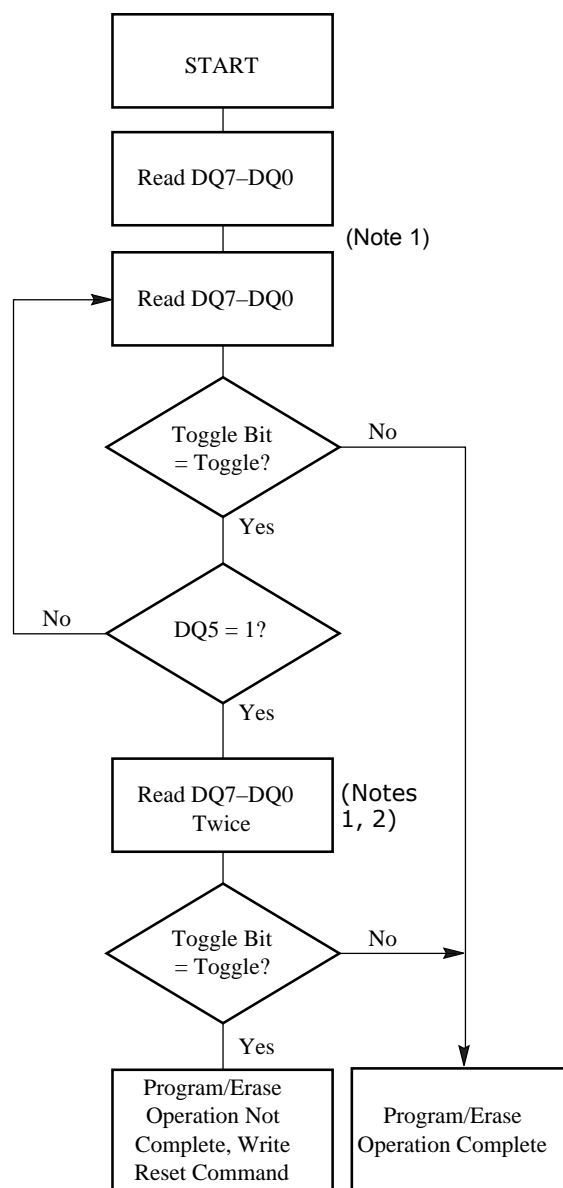 START
Read DQ7–DQ0
(Note 1)
Read DQ7–DQ0
Toggle Bit
= Toggle?
No
Yes
DQ5 = 1?
No
Yes
Read DQ7–DQ0
Twice
(Notes
1, 2)
Toggle Bit
= Toggle?
No
Yes
Program/Erase
Operation Not
Complete, Write
Reset Command
Program/Erase
Operation Complete